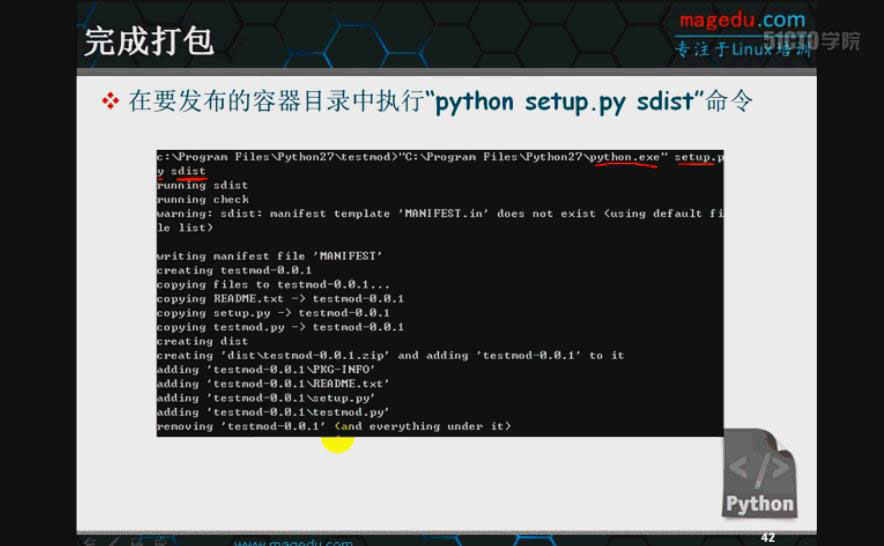 完成打包
magedu.com
专注于Linux培训
51CTO学院
在要发布的容器目录中执行“python setup.py sdist”命令
c:\Program Files\Python27\testmod>"C:\Program Files\Python27\python.exe" setup.p
y sdist
running sdist
running check
warning: sdist: manifest template 'MANIFEST.in' does not exist (using default fi
le list)
writing manifest file 'MANIFEST'
creating testmod-0.0.1
copying files to testmod-0.0.1...
copying README.txt -> testmod-0.0.1
copying setup.py -> testmod-0.0.1
copying testmod.py -> testmod-0.0.1
creating dist
creating 'dist\testmod-0.0.1.zip' and adding 'testmod-0.0.1' to it
adding 'testmod-0.0.1\PKG-INFO'
adding 'testmod-0.0.1\README.txt'
adding 'testmod-0.0.1\setup.py'
adding 'testmod-0.0.1\testmod.py'
removing 'testmod-0.0.1' (and everything under it)
</>
Python
www.magedu.com
42